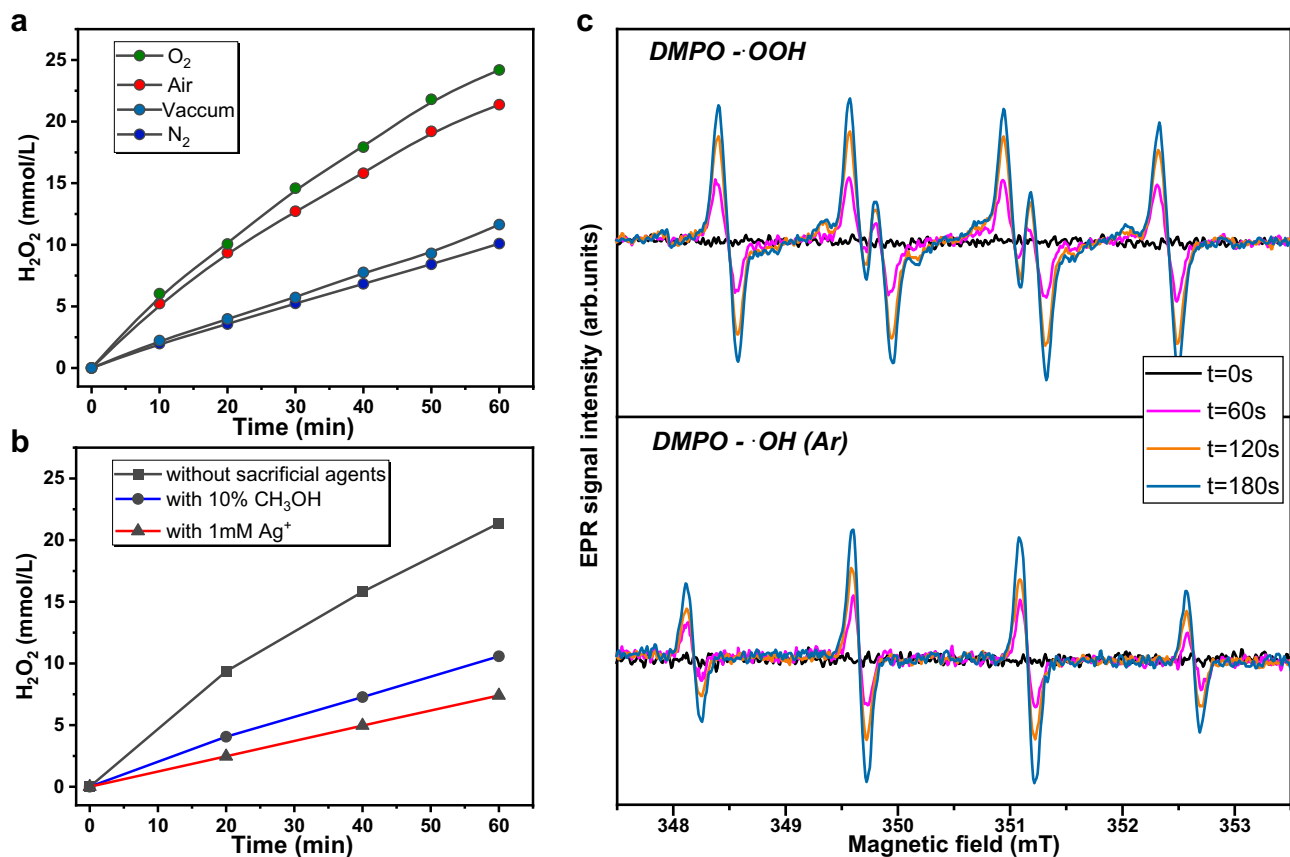 a
H₂O₂ (mmol/L)
25
20
15
10
5
0
O₂
Air
Vaccum
N₂
0 10 20 30 40 50 60
Time (min)
b
H₂O₂ (mmol/L)
25
20
15
10
5
0
without sacrificial agents
with 10% CH₃OH
with 1mM Ag⁺
0 10 20 30 40 50 60
Time (min)
c
EPR signal intensity (arb.units)
DMPO -·OOH
t=0s
t=60s
t=120s
t=180s
DMPO - ·OH (Ar)
348 349 350 351 352 353
Magnetic field (mT)